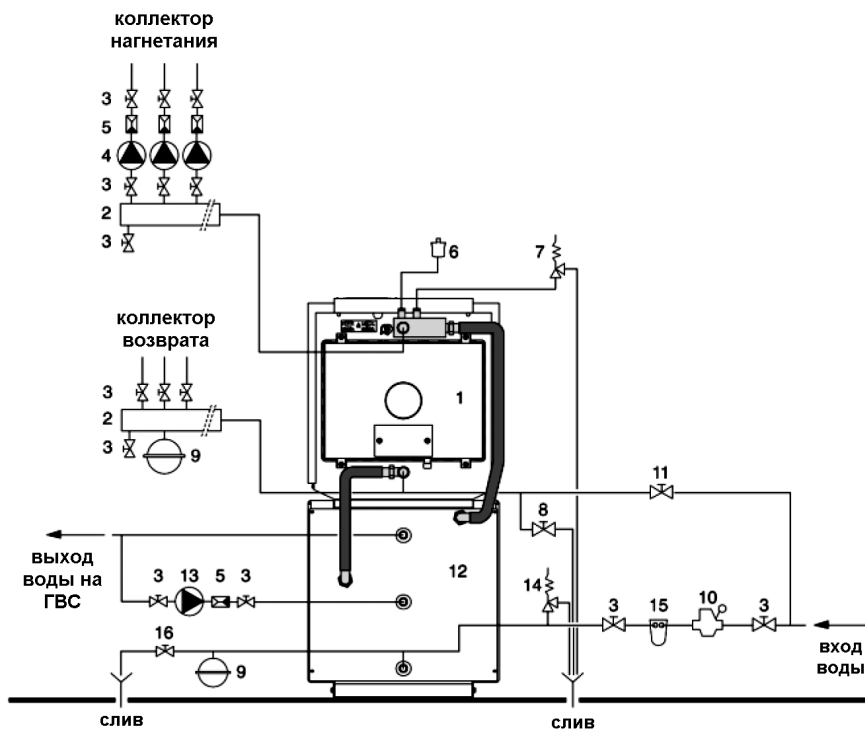 коллектор
нагнетания
3
5
4
3
2
3
6
7
коллектор
возврата
3
2
3
9
1
11
8
12
выход
воды на
ГВС
3 13 5 3
14
3 15 10 3
16
9
вход
воды
слив
слив